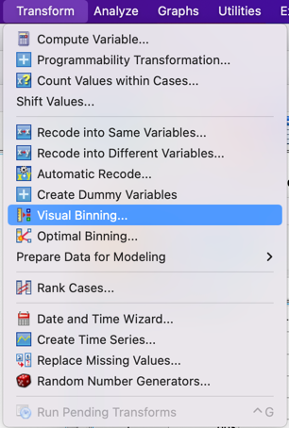 Transform Analyze Graphs Utilities
Compute Variable...
Programmability Transformation...
Count Values within Cases...
Shift Values...
Recode into Same Variables...
Recode into Different Variables...
Automatic Recode...
Create Dummy Variables
Visual Binning...
Optimal Binning...
Prepare Data for Modeling
Rank Cases...
Date and Time Wizard...
Create Time Series...
Replace Missing Values...
Random Number Generators...
Run Pending Transforms ^G